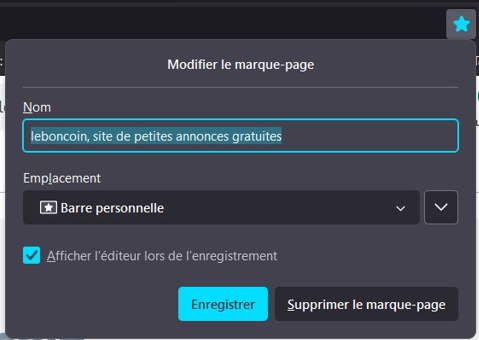 Modifier le marque-page
Nom
leboncoin, site de petites annonces gratuites
Emplacement
Barre personnelle
Afficher l'éditeur lors de l'enregistrement
Enregistrer
Supprimer le marque-page